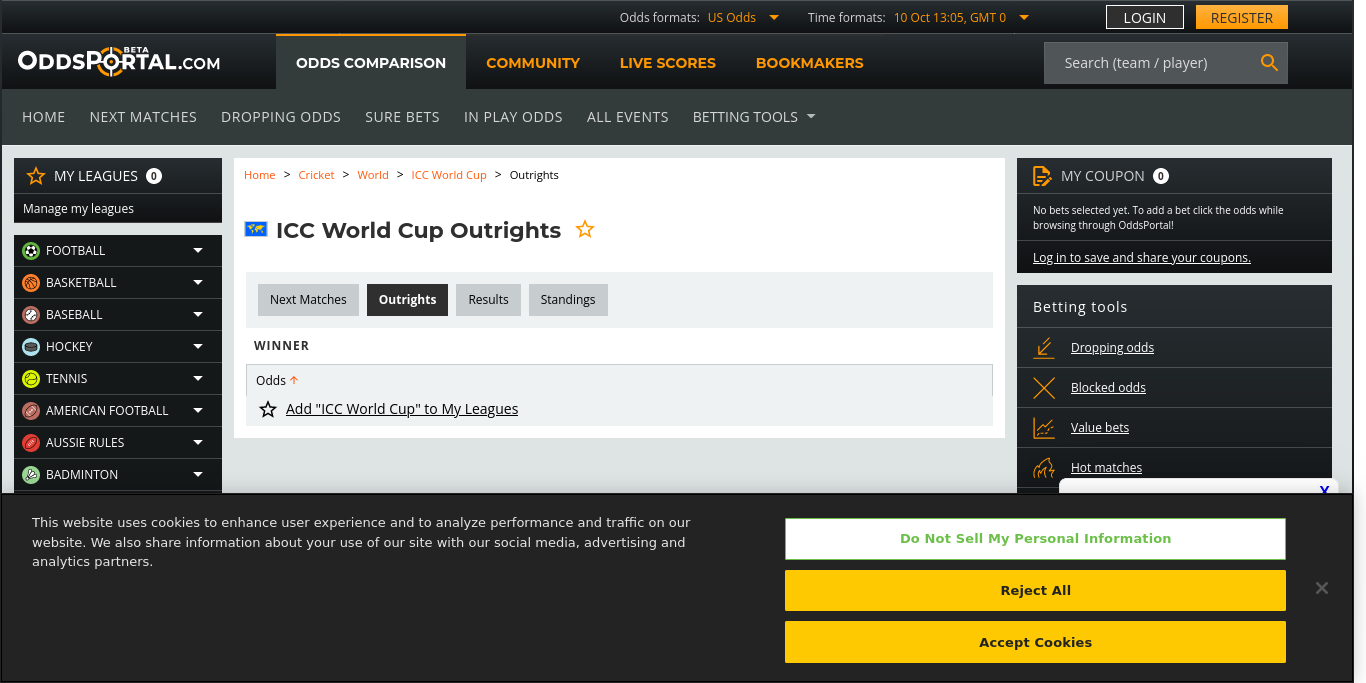 Odds formats: US Odds
Time formats: 10 Oct 13:05, GMT 0
LOGIN
REGISTER
ODDSPORTAL.COM
BETA
ODDS COMPARISON
COMMUNITY
LIVE SCORES
BOOKMAKERS
Search (team / player)
HOME
NEXT MATCHES
DROPPING ODDS
SURE BETS
IN PLAY ODDS
ALL EVENTS
BETTING TOOLS
MY LEAGUES 0
Manage my leagues
FOOTBALL
BASKETBALL
BASEBALL
HOCKEY
TENNIS
AMERICAN FOOTBALL
AUSSIE RULES
BADMINTON
Home > Cricket > World > ICC World Cup > Outrights
ICC World Cup Outrights
Next Matches
Outrights
Results
Standings
WINNER
Odds
Add "ICC World Cup" to My Leagues
MY COUPON 0
No bets selected yet. To add a bet click the odds while
browsing through OddsPortal!
Log in to save and share your coupons.
Betting tools
Dropping odds
Blocked odds
Value bets
Hot matches
X
This website uses cookies to enhance user experience and to analyze performance and traffic on our
website. We also share information about your use of our site with our social media, advertising and
analytics partners.
Do Not Sell My Personal Information
Reject All
Accept Cookies